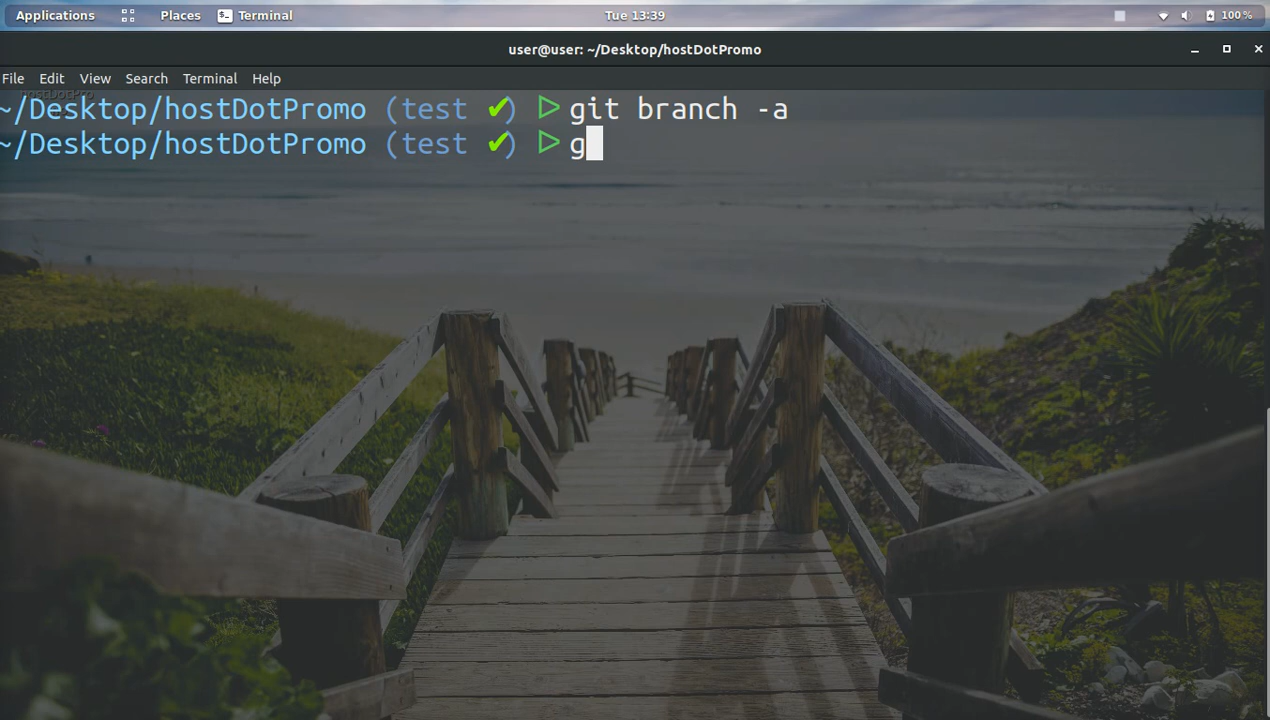 Applications Places Terminal Tue 13:39 100%
user@user: ~/Desktop/hostDotPromo
File Edit View Search Terminal Help
hostDotPro
~/Desktop/hostDotPromo (test ✔) ▷ git branch -a
~/Desktop/hostDotPromo (test ✔) ▷ g